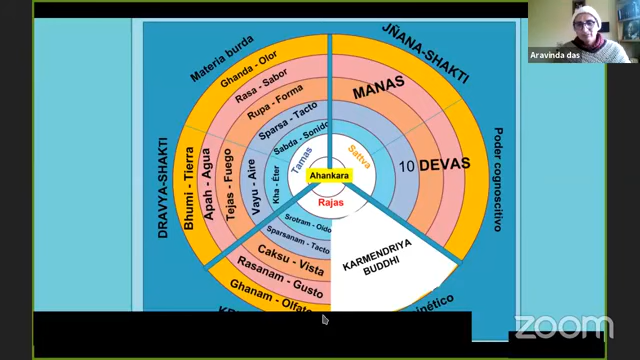 Aravinda das
Materia burda
JÑANA-SHAKTI
Ghanda - Olor
Rasa - Sabor
Rupa - Forma
Sparsa - Tacto
Sabda - Sonido
MANAS
DRAVYA-SHAKTI
Bhumi - Tierra
Apah - Agua
Tejas - Fuego
Vayu - Aire
Kha - Éter
Tamas
Sattva
Ahankara
Rajas
10 DEVAS
Poder cognoscitivo
Srotram - Oído
Sparsanam - Tacto
Caksu - Vista
Rasanam - Gusto
Ghanam - Olfato
KARMENDRIYA
BUDDHI
zoom